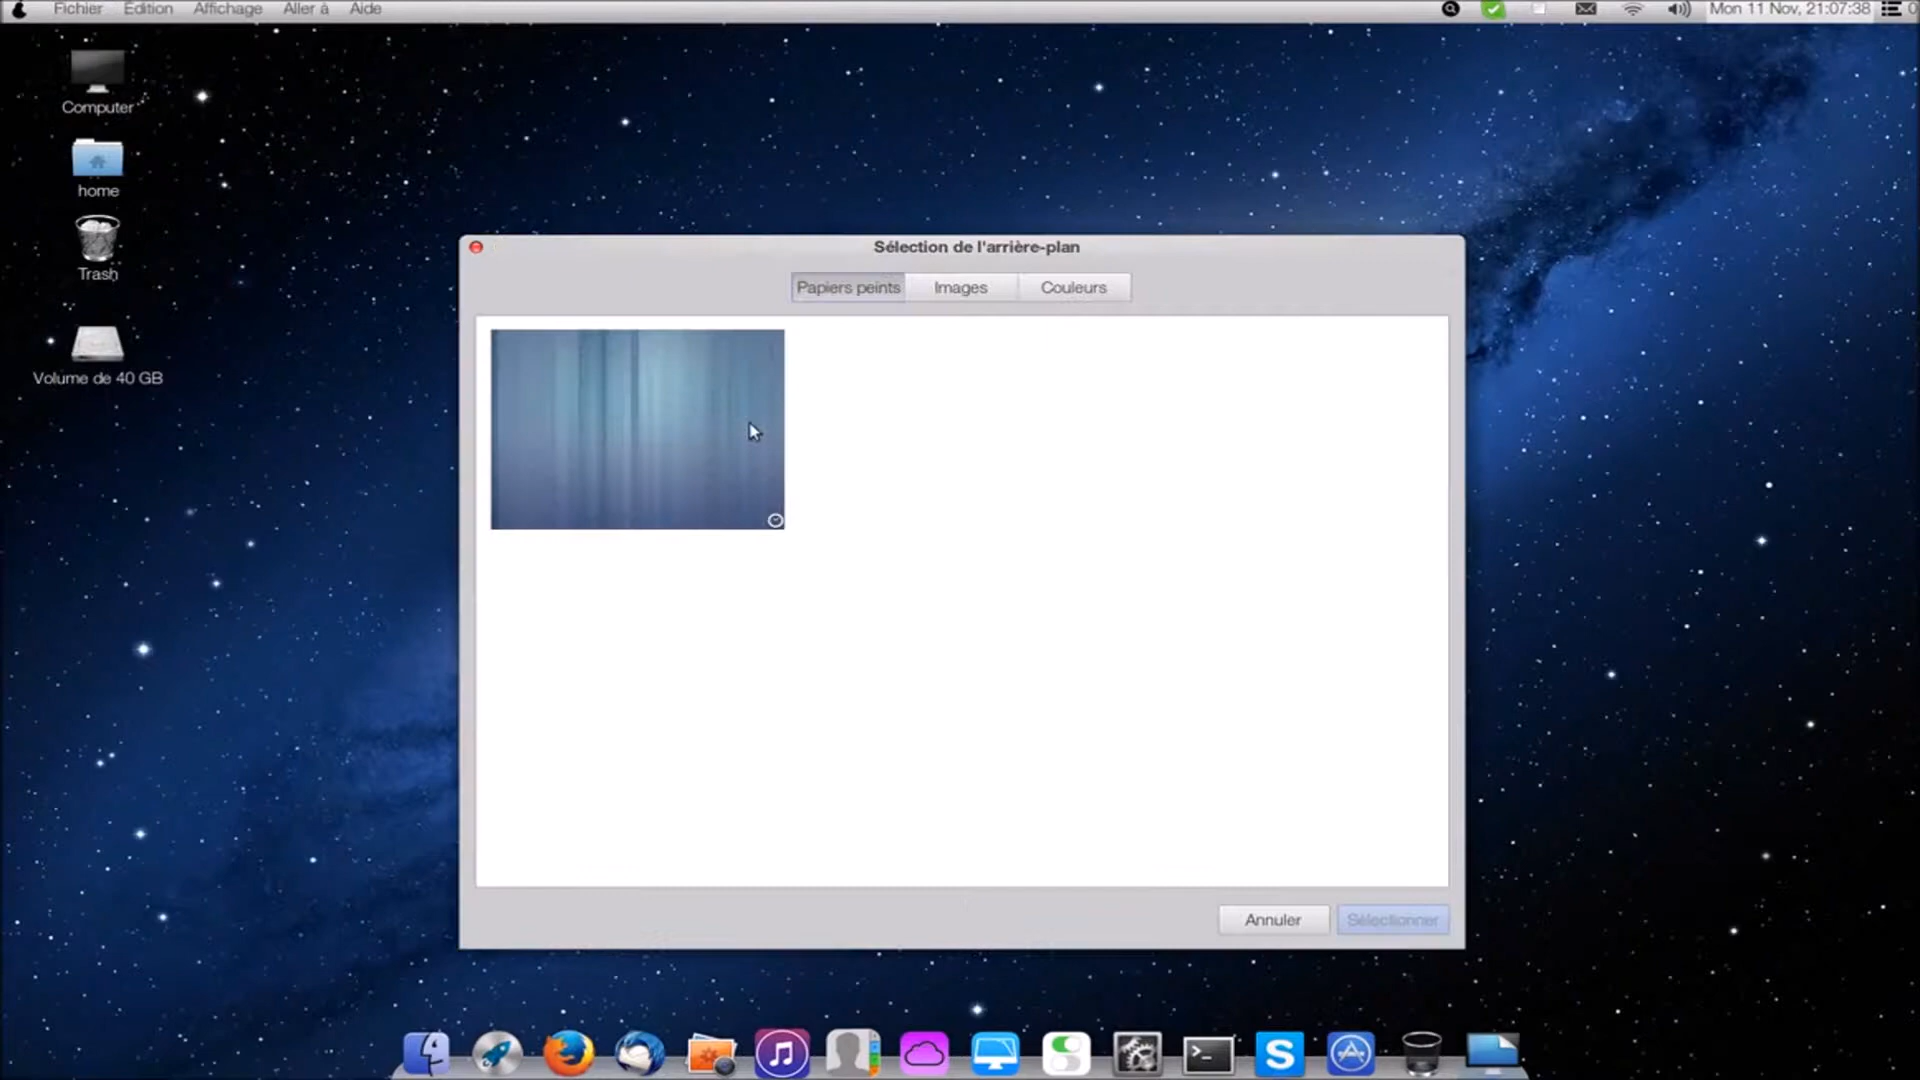 Fichier Édition Affichage Aller à Aide
Mon 11 Nov, 21:07:38
Computer
home
Trash
Volume de 40 GB
Sélection de l'arrière-plan
Papiers peints Images Couleurs
Annuler Sélectionner